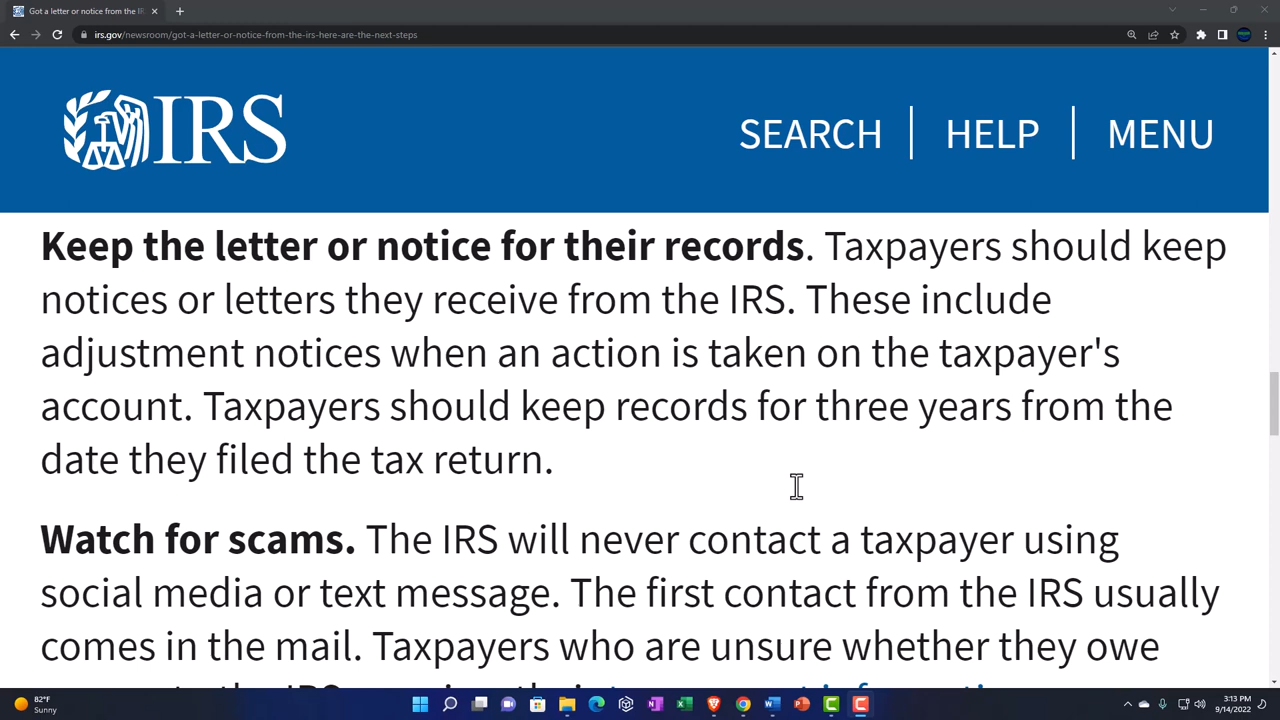 Got a letter or notice from the IR
irs.gov/newsroom/got-a-letter-or-notice-from-the-irs-here-are-the-next-steps
IRS
SEARCH
HELP
MENU
Keep the letter or notice for their records. Taxpayers should keep
notices or letters they receive from the IRS. These include
adjustment notices when an action is taken on the taxpayer's
account. Taxpayers should keep records for three years from the
date they filed the tax return.
Watch for scams. The IRS will never contact a taxpayer using
social media or text message. The first contact from the IRS usually
comes in the mail. Taxpayers who are unsure whether they owe
82°F
Sunny
3:13 PM
9/14/2022